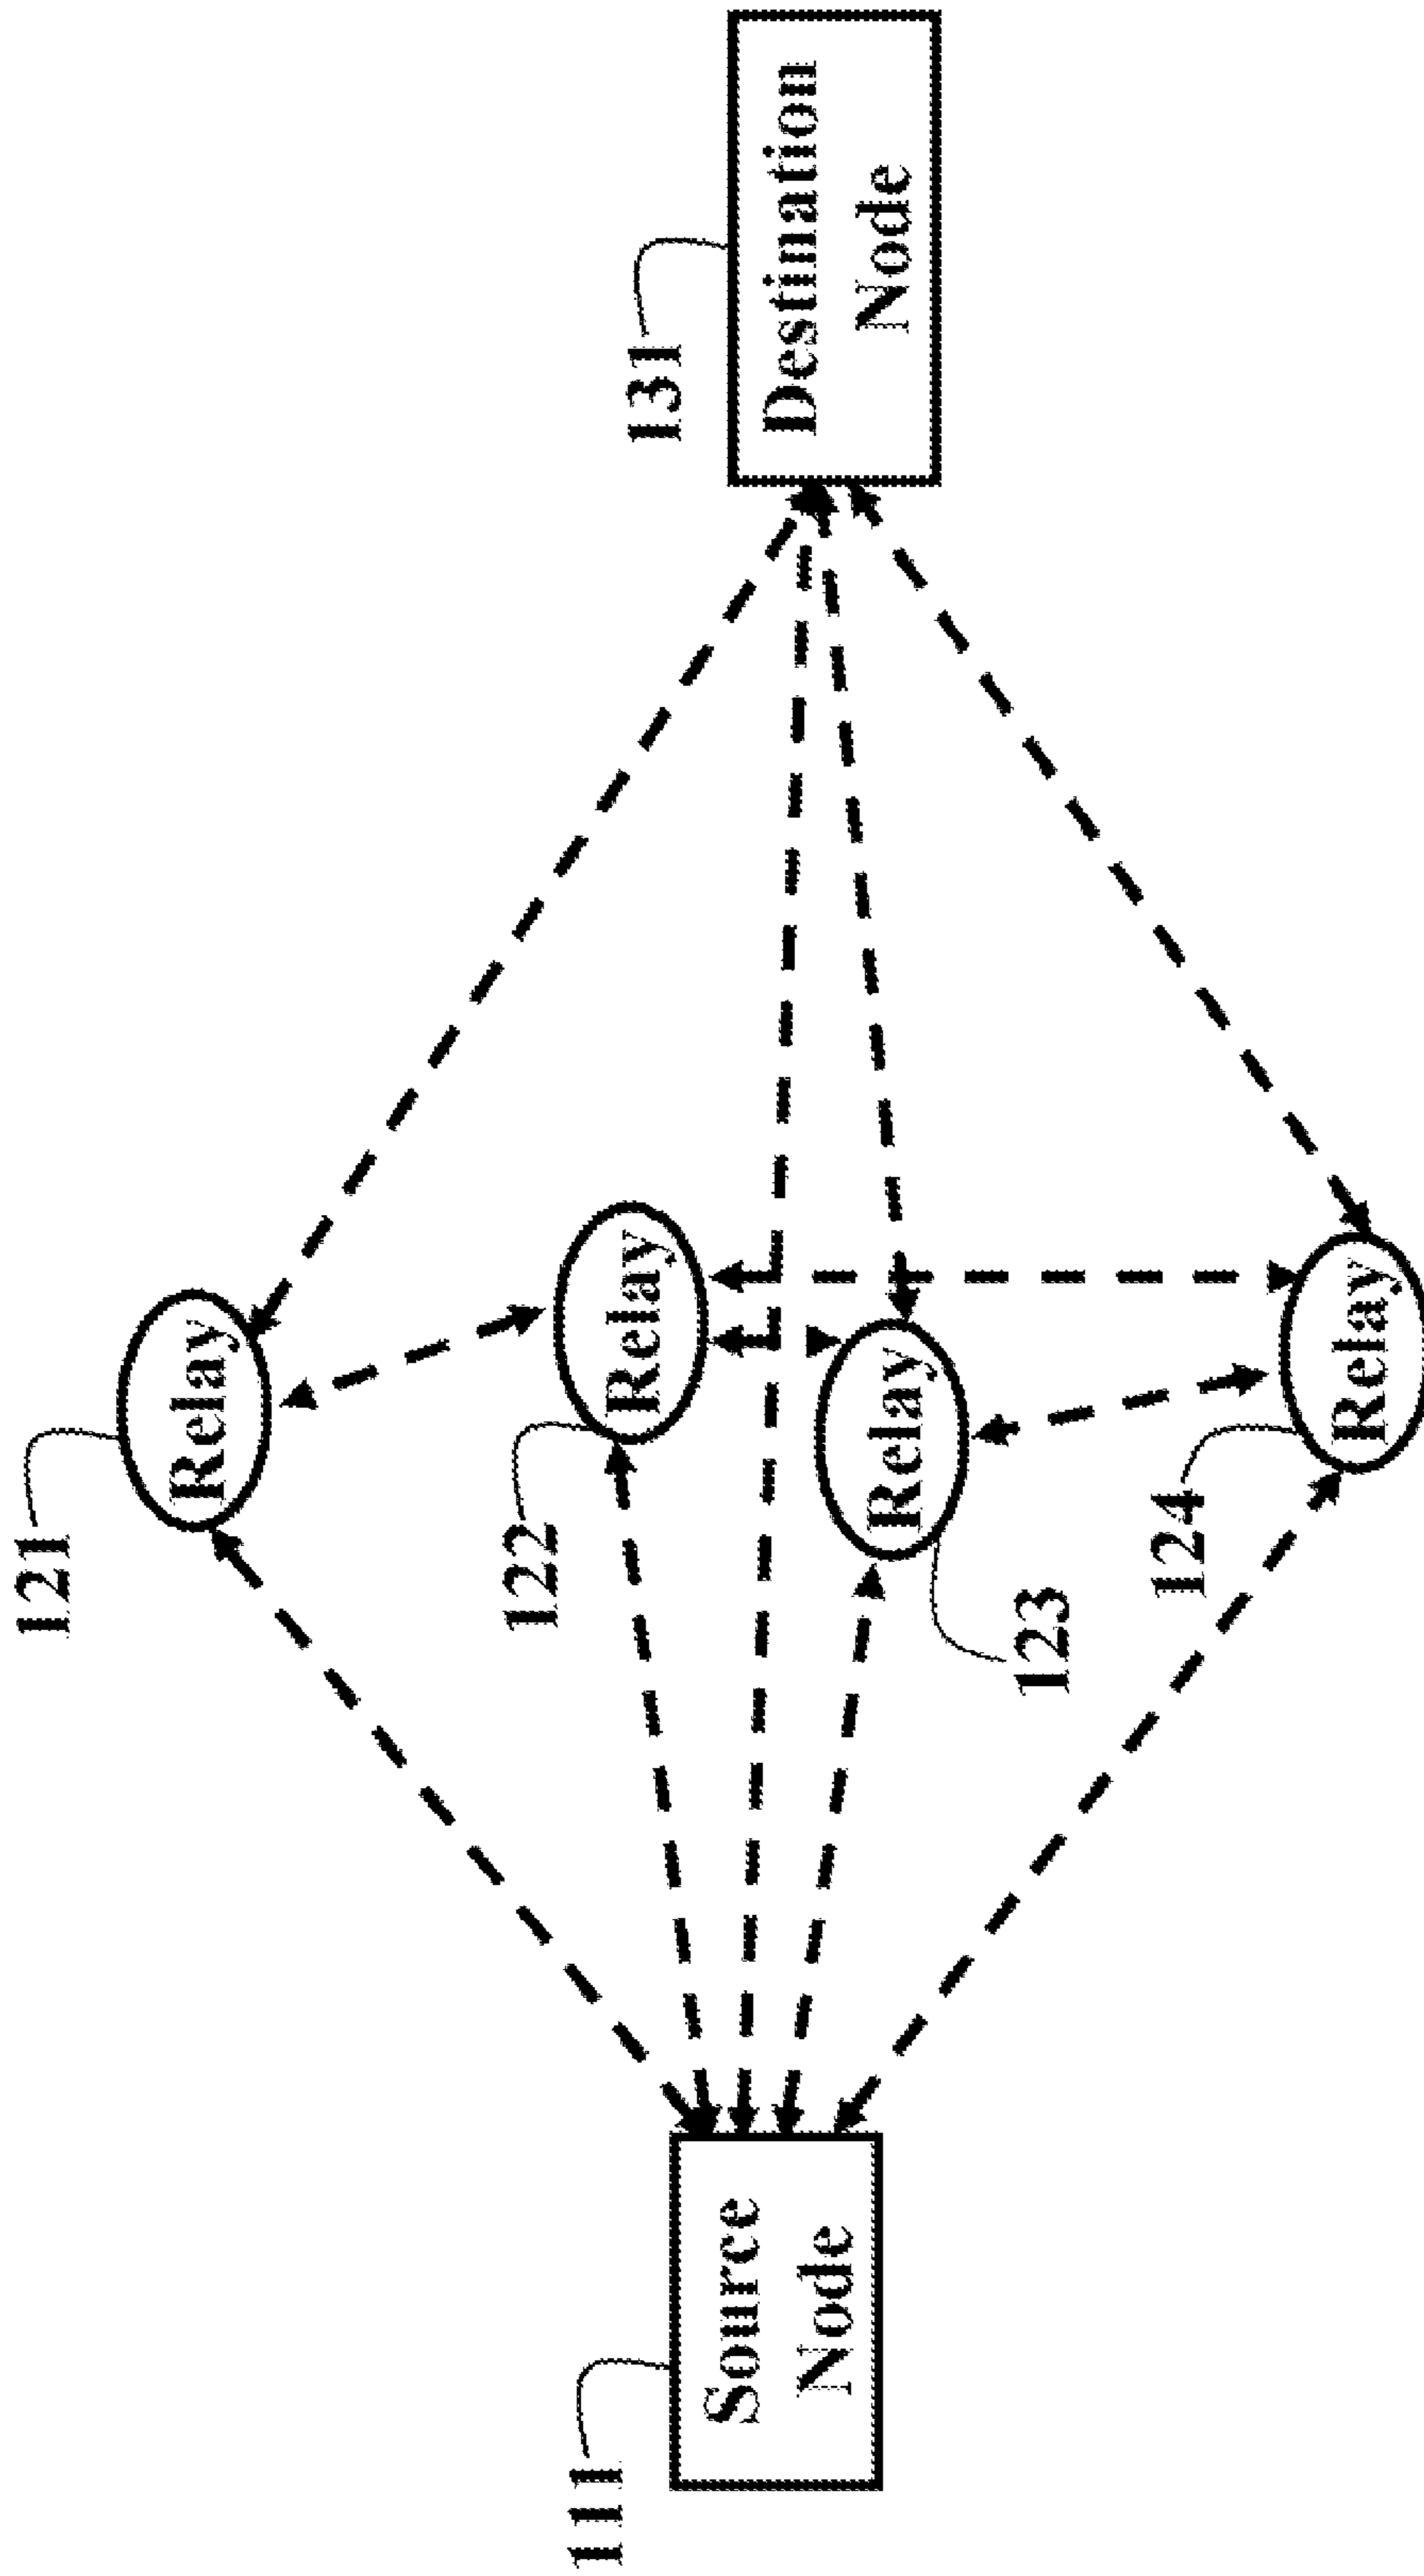 121
Relay
122
Relay
131
Destination
Node
111
Source
Node
Relay
123
124
Relay